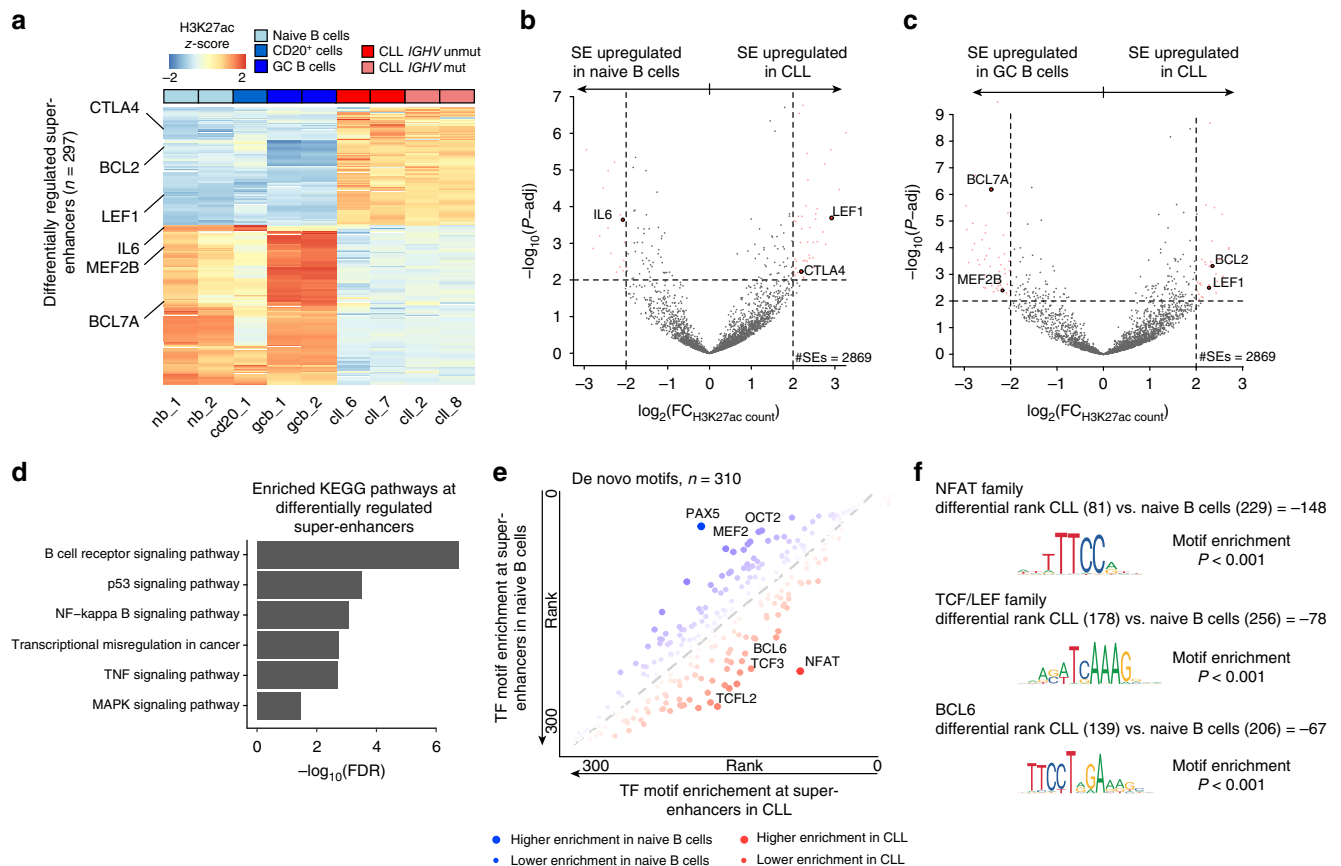 a
H3K27ac
z-score
−2
2
Naive B cells
CD20+ cells
GC B cells
CLL IGHV unmut
CLL IGHV mut
Differentially regulated super-
enhancers (n = 297)
CTLA4
BCL2
LEF1
IL6
MEF2B
BCL7A
nb_1
nb_2
cd20_1
gcb_1
gcb_2
cll_6
cll_7
cll_2
cll_8
b
SE upregulated
in naive B cells
SE upregulated
in CLL
−log10(P−adj)
7
6
5
4
3
2
1
0
IL6
LEF1
CTLA4
#SEs = 2869
−3
−2
−1
0
1
2
3
log2(FCH3K27ac count)
c
SE upregulated
in GC B cells
SE upregulated
in CLL
−log10(P−adj)
9
8
7
6
5
4
3
2
1
0
BCL7A
MEF2B
BCL2
LEF1
#SEs = 2869
−3
−2
−1
0
1
2
3
log2(FCH3K27ac count)
d
Enriched KEGG pathways at
differentially regulated
super-enhancers
B cell receptor signaling pathway
p53 signaling pathway
NF−kappa B signaling pathway
Transcriptional misregulation in cancer
TNF signaling pathway
MAPK signaling pathway
0
2
4
6
−log10(FDR)
e
De novo motifs, n = 310
TF motif enrichment at super-
enhancers in naive B cells
0
Rank
300
PAX5
OCT2
MEF2
BCL6
TCF3
NFAT
TCFL2
300
Rank
0
TF motif enrichement at super-
enhancers in CLL
Higher enrichment in naive B cells
Lower enrichment in naive B cells
Higher enrichment in CLL
Lower enrichment in CLL
f
NFAT family
differential rank CLL (81) vs. naive B cells (229) = −148
TTTCCA
Motif enrichment
P < 0.001
TCF/LEF family
differential rank CLL (178) vs. naive B cells (256) = −78
AGATCAAAG
Motif enrichment
P < 0.001
BCL6
differential rank CLL (139) vs. naive B cells (206) = −67
TTCCTAGAAAG
Motif enrichment
P < 0.001